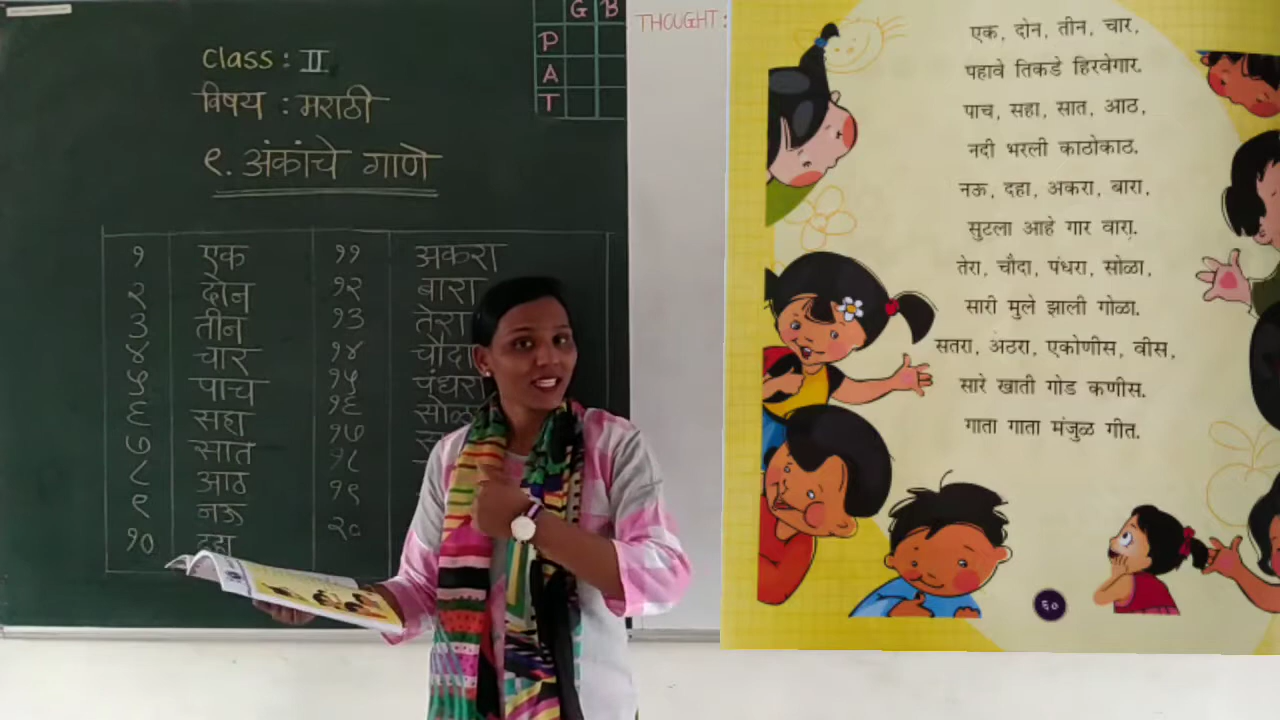 Class : II
विषय : मराठी
९. अंकांचे गाणे
१ एक ११ अकरा
२ दोन १२ बारा
३ तीन १३ तेरा
४ चार १४ चौदा
५ पाच १५ पंधरा
६ सहा १६ सोळा
७ सात १७
८ आठ १८
९ नऊ १९
१० दहा २०
G B
P
A
T
THOUGHT :
एक, दोन, तीन, चार,
पहावे तिकडे हिरवेगार.
पाच, सहा, सात, आठ,
नदी भरली काठोकाठ.
नऊ, दहा, अकरा, बारा,
सुटला आहे गार वारा.
तेरा, चौदा, पंधरा, सोळा,
सारी मुले झाली गोळा.
सतरा, अठरा, एकोणीस, वीस,
सारे खाती गोड कणीस.
गाता गाता मंजुळ गीत.
६०